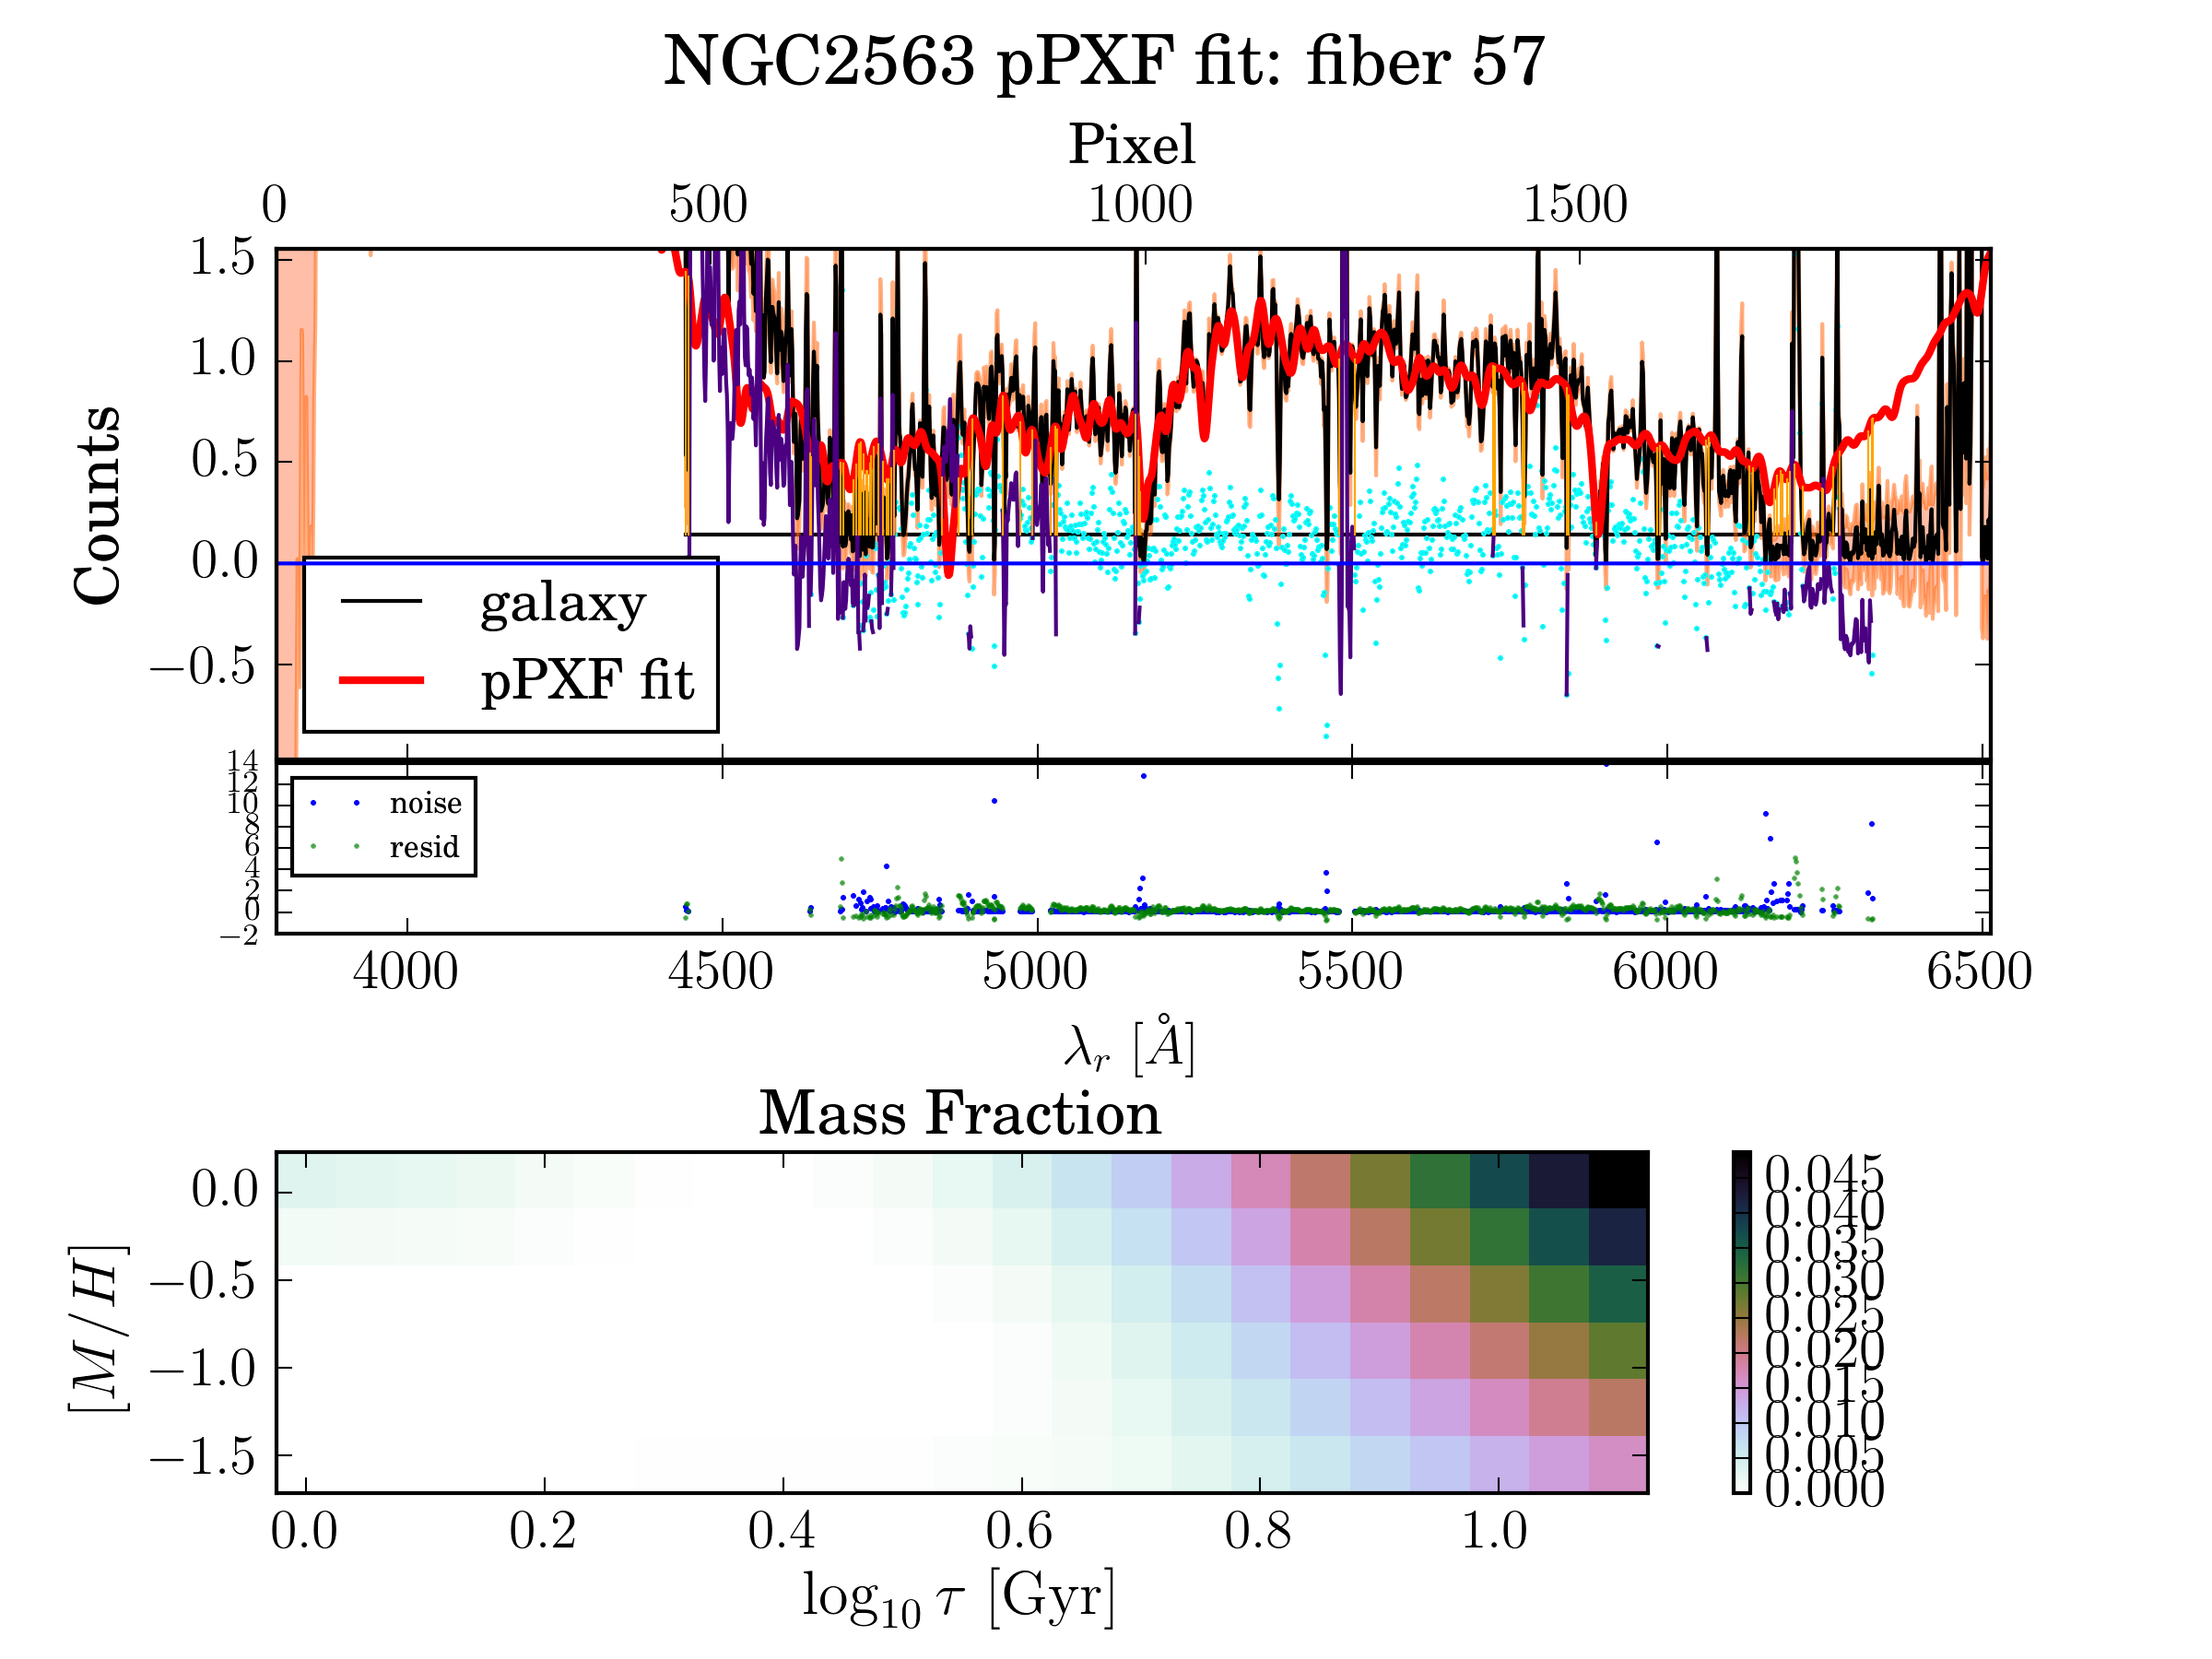 NGC2563 pPXF fit: fiber 57
Pixel
0 500 1000 1500
1.5
1.0
0.5
0.0
−0.5
Counts
galaxy
pPXF fit
14
12
10
8
6
4
2
0
−2
noise
resid
4000 4500 5000 5500 6000 6500
λr [Å]
Mass Fraction
0.0
−0.5
−1.0
−1.5
[M/H]
0.0 0.2 0.4 0.6 0.8 1.0
log10 τ [Gyr]
0.045
0.040
0.035
0.030
0.025
0.020
0.015
0.010
0.005
0.000